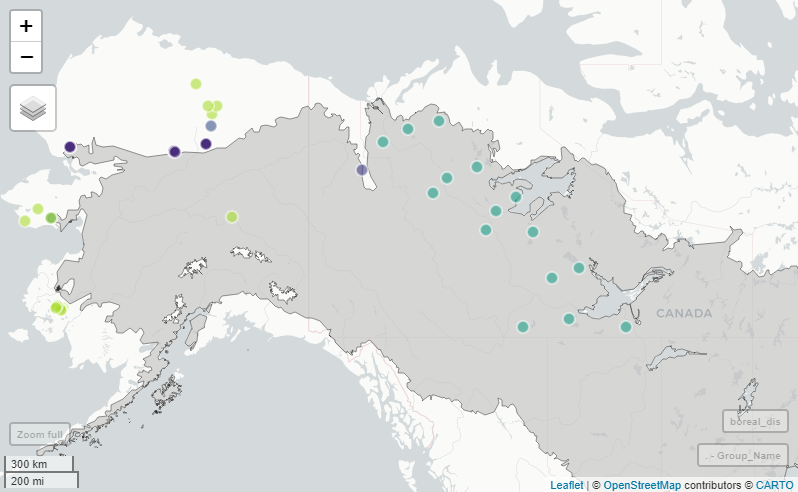 +
−
CANADA
boreal_dis
Zoom full
..- Group_Name
300 km
200 mi
Leaflet | © OpenStreetMap contributors © CARTO